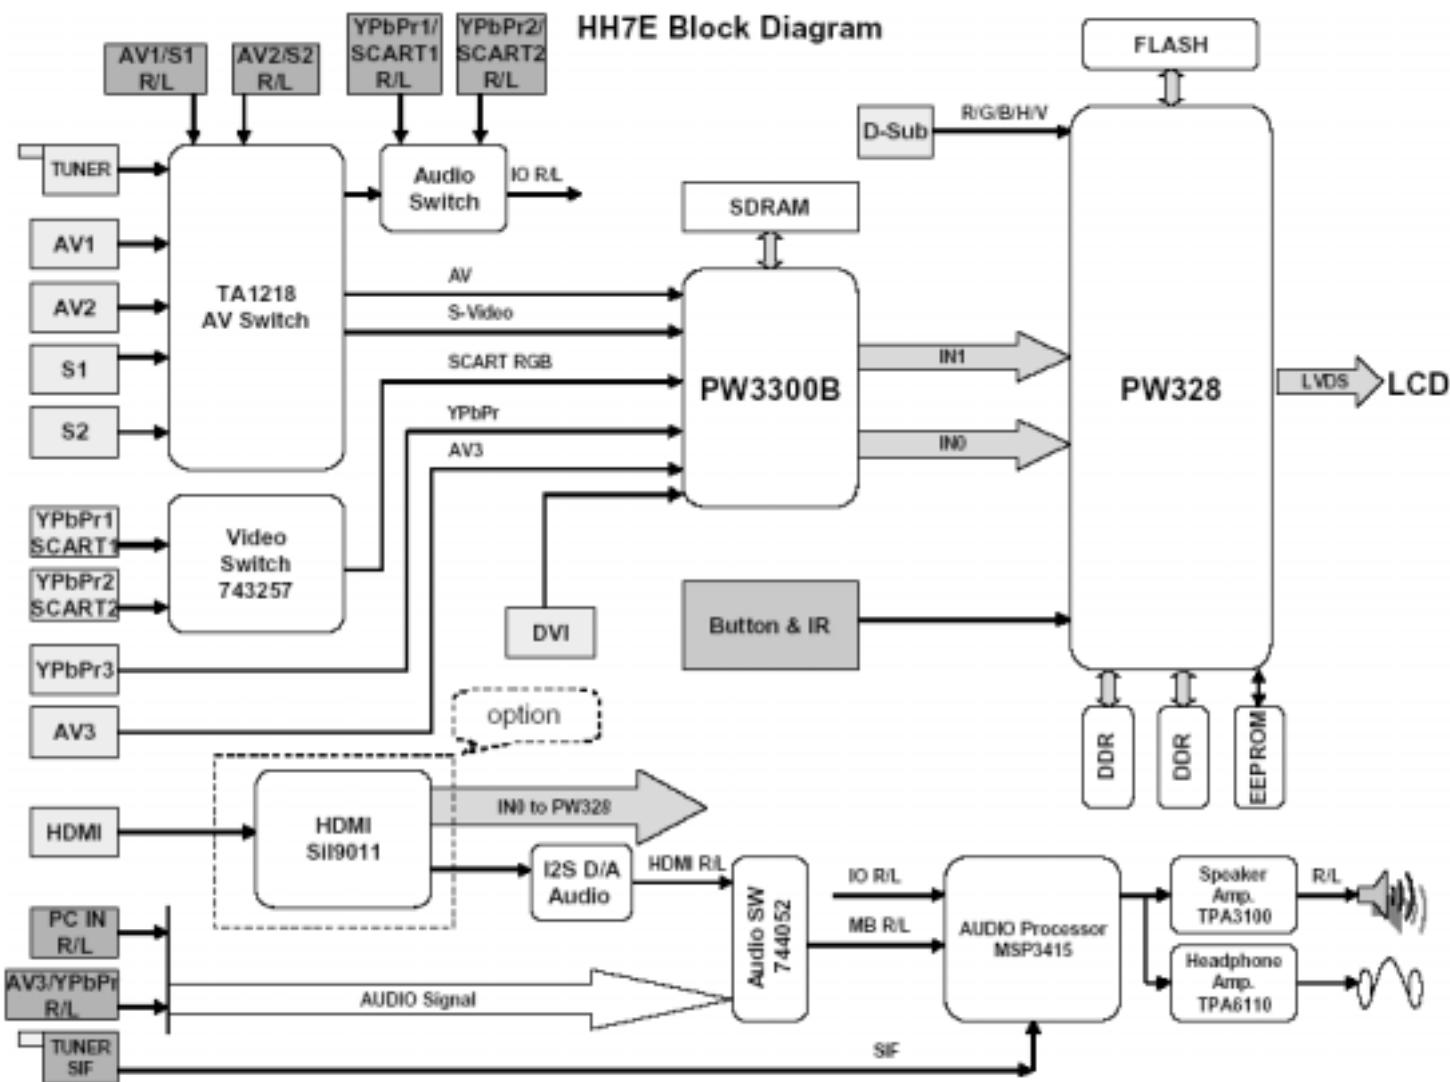 HH7E Block Diagram
AV1/S1
R/L
AV2/S2
R/L
YPbPr1/
SCART1
R/L
YPbPr2/
SCART2
R/L
FLASH
D-Sub
R/G/B/H/V
TUNER
AV1
AV2
S1
S2
TA1218
AV Switch
Audio
Switch
IO R/L
SDRAM
AV
S-Video
SCART RGB
YPbPr
AV3
PW3300B
IN1
IN0
PW328
LVDS
LCD
YPbPr1
SCART1
YPbPr2
SCART2
Video
Switch
743257
DVI
Button & IR
YPbPr3
AV3
option
DDR
DDR
EEPROM
HDMI
HDMI
SiI9011
IN0 to PW328
I2S D/A
Audio
HDMI R/L
Audio SW
744052
IO R/L
MB R/L
AUDIO Processor
MSP3415
Speaker
Amp.
TPA3100
R/L
Headphone
Amp.
TPA6110
PC IN
R/L
AV3/YPbPr
R/L
AUDIO Signal
TUNER
SIF
SIF